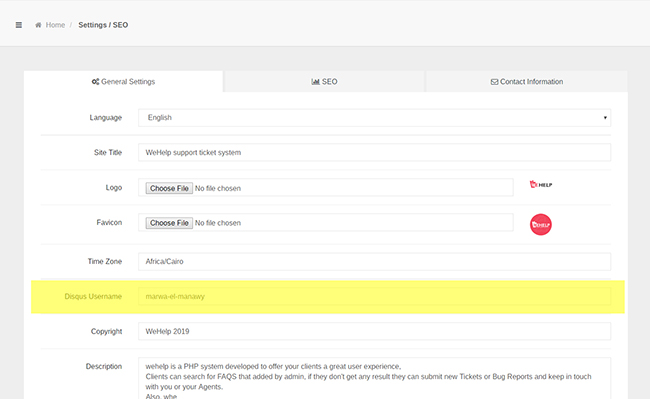 Home / Settings / SEO
General Settings
SEO
Contact Information
Language
English
Site Title
WeHelp support ticket system
Logo
Choose File No file chosen
HELP
Favicon
Choose File No file chosen
Time Zone
Africa/Cairo
Disqus Username
marwa-el-manawy
Copyright
WeHelp 2019
Description
wehelp is a PHP system developed to offer your clients a great user experience,
Clients can search for FAQS that added by admin, if they don't get any result they can submit new Tickets or Bug Reports and keep in touch
with you or your Agents.
Also, whe